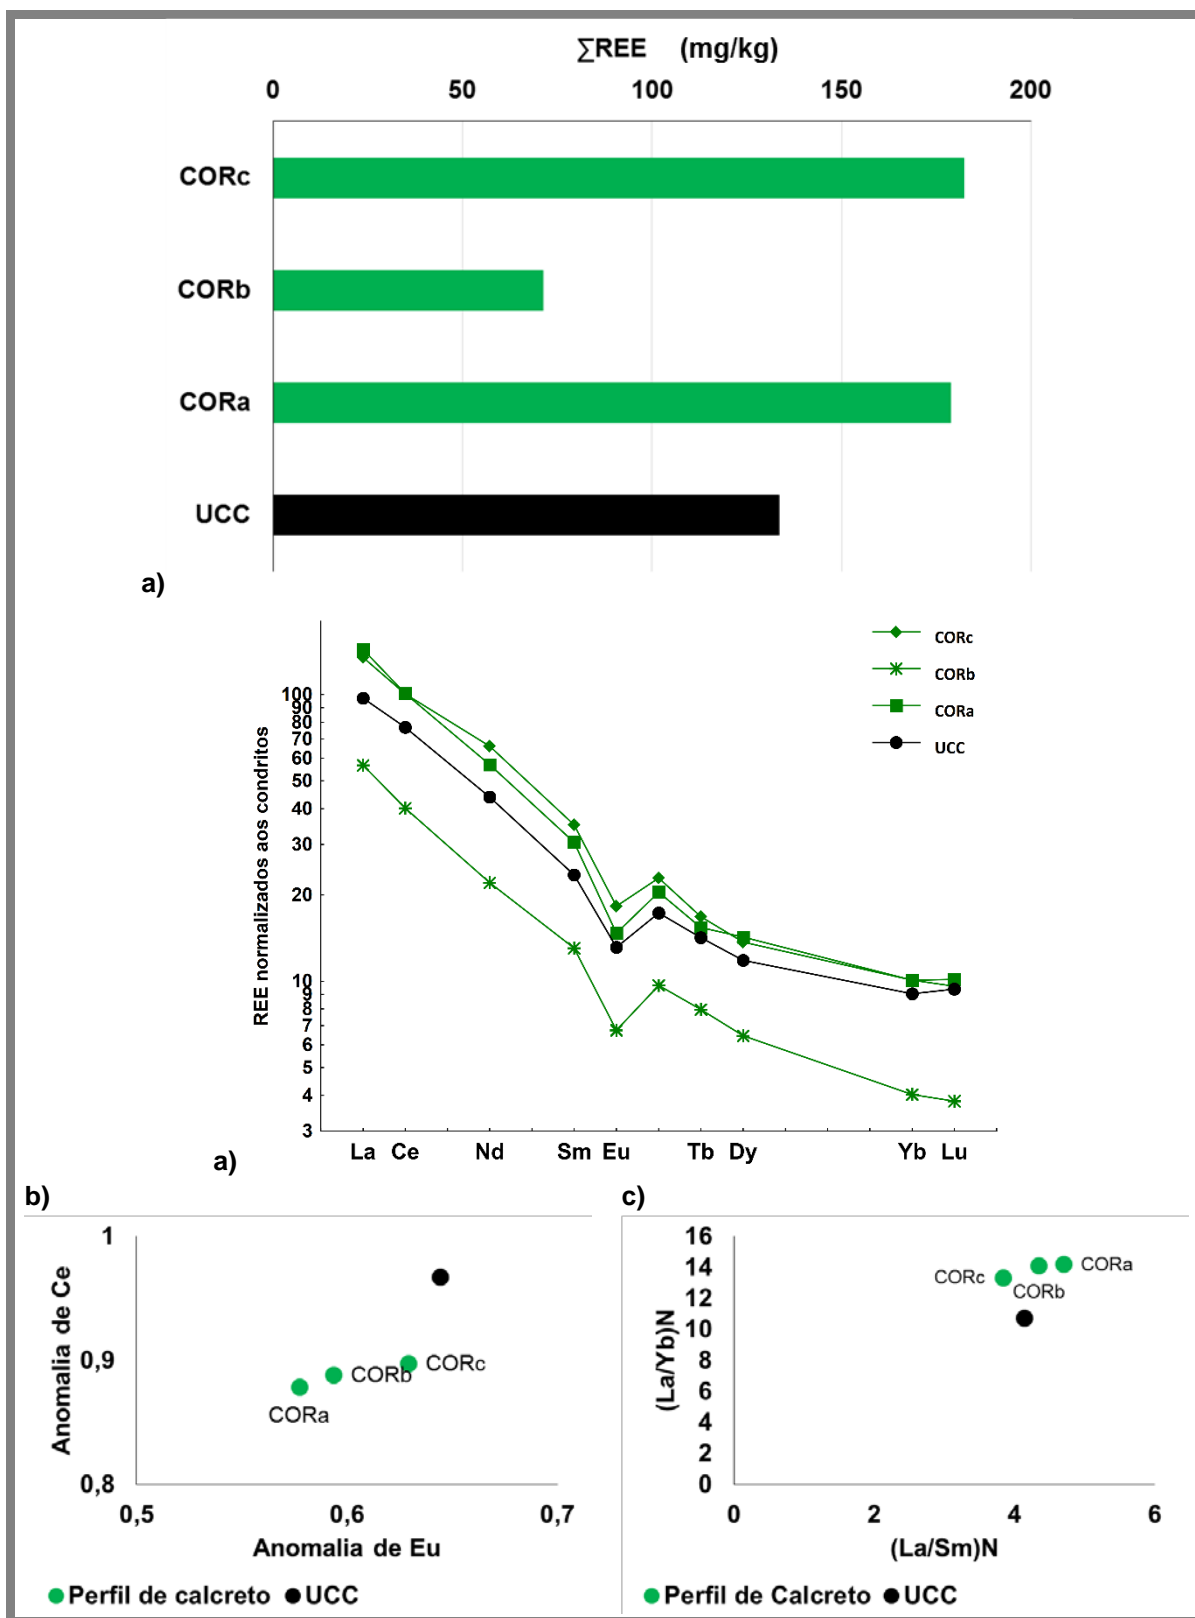 ∑REE (mg/kg)
0 50 100 150 200
CORc
CORb
CORa
UCC
a)
REE normalizados aos condritos
100
90
80
70
60
50
40
30
20
10
9
8
7
6
5
4
3
La Ce Nd Sm Eu Tb Dy Yb Lu
CORc
CORb
CORa
UCC
a)
b)
Anomalia de Ce
1
0,9
0,8
CORa
CORb
CORc
0,5 0,6 0,7
Anomalia de Eu
Perfil de calcreto UCC
c)
(La/Yb)N
16
14
12
10
8
6
4
2
0
CORc
CORb
CORa
0 2 4 6
(La/Sm)N
Perfil de Calcreto UCC